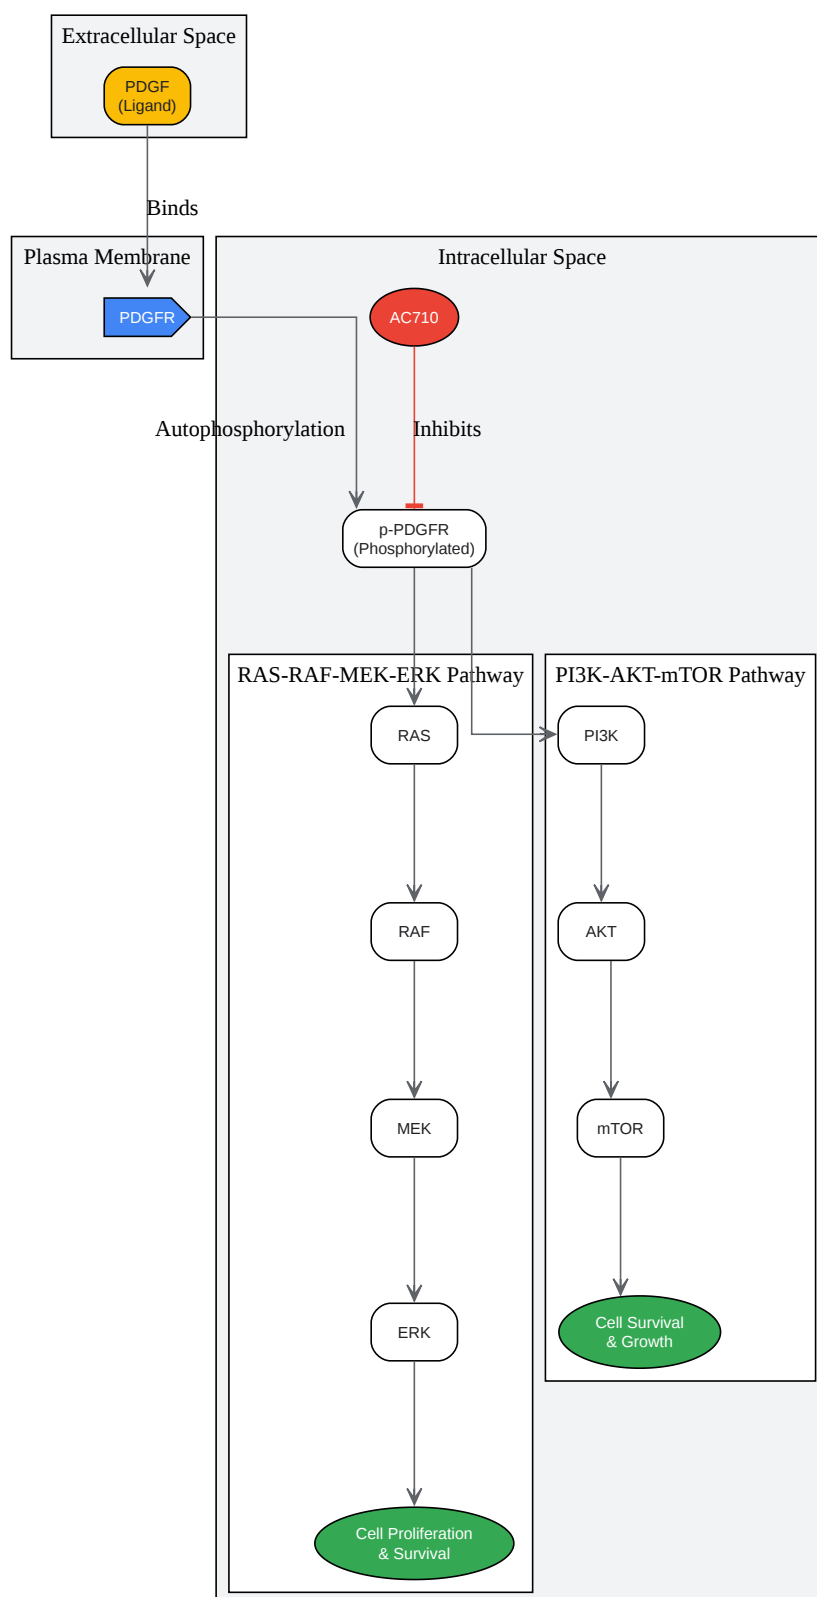 Extracellular Space
PDGF
(Ligand)
Binds
Plasma Membrane
PDGFR
Intracellular Space
AC710
Autophosphorylation
Inhibits
p-PDGFR
(Phosphorylated)
RAS-RAF-MEK-ERK Pathway
RAS
RAF
MEK
ERK
Cell Proliferation
& Survival
PI3K-AKT-mTOR Pathway
PI3K
AKT
mTOR
Cell Survival
& Growth